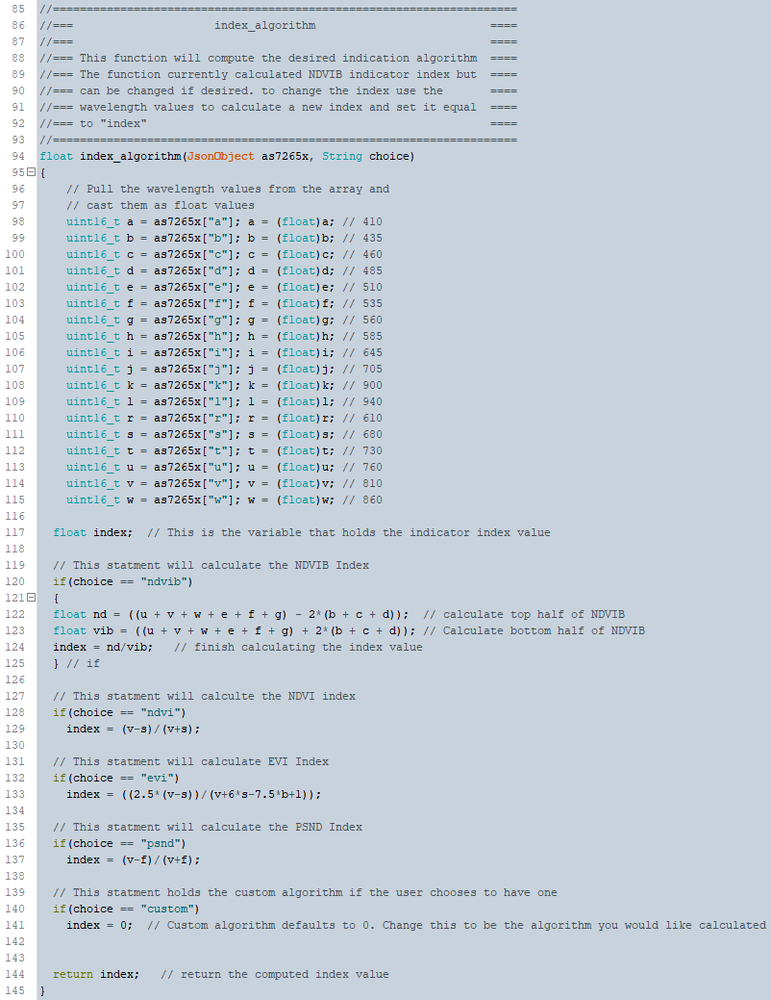 85 //======================================================================
86 //=== index_algorithm ====
87 //=== ====
88 //=== This function will compute the desired indication algorithm ====
89 //=== The function currently calculated NDVIB indicator index but ====
90 //=== can be changed if desired. to change the index use the ====
91 //=== wavelength values to calculate a new index and set it equal ====
92 //=== to "index" ====
93 //======================================================================
94 float index_algorithm(JsonObject as7265x, String choice)
95 {
96 // Pull the wavelength values from the array and
97 // cast them as float values
98 uint16_t a = as7265x["a"]; a = (float)a; // 410
99 uint16_t b = as7265x["b"]; b = (float)b; // 435
100 uint16_t c = as7265x["c"]; c = (float)c; // 460
101 uint16_t d = as7265x["d"]; d = (float)d; // 485
102 uint16_t e = as7265x["e"]; e = (float)e; // 510
103 uint16_t f = as7265x["f"]; f = (float)f; // 535
104 uint16_t g = as7265x["g"]; g = (float)g; // 560
105 uint16_t h = as7265x["h"]; h = (float)h; // 585
106 uint16_t i = as7265x["i"]; i = (float)i; // 645
107 uint16_t j = as7265x["j"]; j = (float)j; // 705
108 uint16_t k = as7265x["k"]; k = (float)k; // 900
109 uint16_t l = as7265x["l"]; l = (float)l; // 940
110 uint16_t r = as7265x["r"]; r = (float)r; // 610
111 uint16_t s = as7265x["s"]; s = (float)s; // 680
112 uint16_t t = as7265x["t"]; t = (float)t; // 730
113 uint16_t u = as7265x["u"]; u = (float)u; // 760
114 uint16_t v = as7265x["v"]; v = (float)v; // 810
115 uint16_t w = as7265x["w"]; w = (float)w; // 860
116
117 float index; // This is the variable that holds the indicator index value
118
119 // This statment will calculate the NDVIB Index
120 if(choice == "ndvib")
121 {
122 float nd = ((u + v + w + e + f + g) - 2*(b + c + d)); // calculate top half of NDVIB
123 float vib = ((u + v + w + e + f + g) + 2*(b + c + d)); // Calculate bottom half of NDVIB
124 index = nd/vib; // finish calculating the index value
125 } // if
126
127 // This statment will calculte the NDVI index
128 if(choice == "ndvi")
129 index = (v-s)/(v+s);
130
131 // This statment will calculate EVI Index
132 if(choice == "evi")
133 index = ((2.5*(v-s))/(v+6*s-7.5*b+1));
134
135 // This statment will calculate the PSND Index
136 if(choice == "psnd")
137 index = (v-f)/(v+f);
138
139 // This statment holds the custom algorithm if the user chooses to have one
140 if(choice == "custom")
141 index = 0; // Custom algorithm defaults to 0. Change this to be the algorithm you would like calculated
142
143
144 return index; // return the computed index value
145 }